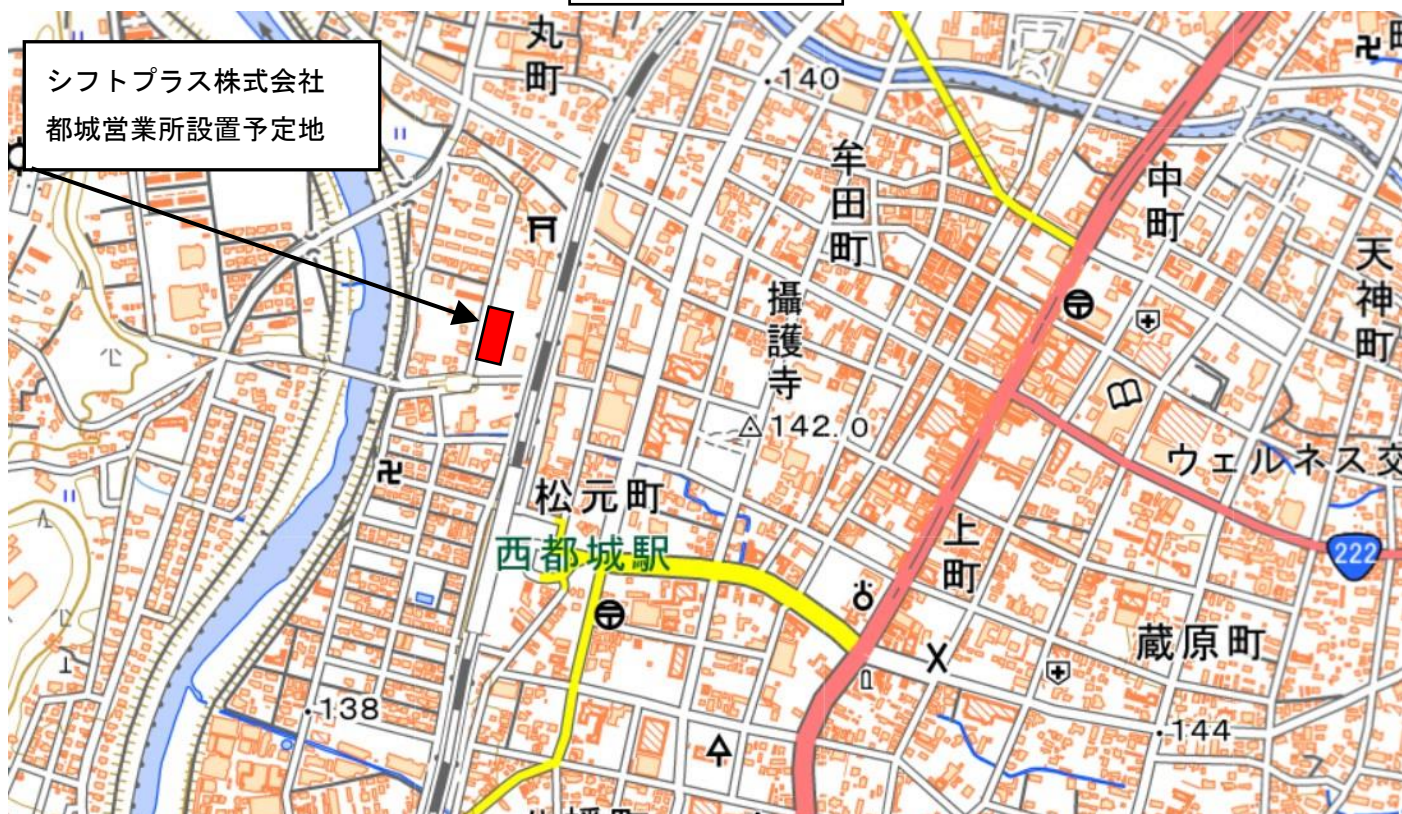 シフトプラス株式会社
都城営業所設置予定地
丸町
140
牟田町
中町
天神町
攝護寺
142.0
ウェルネス交
松元町
西都城駅
上町
222
蔵原町
138
144